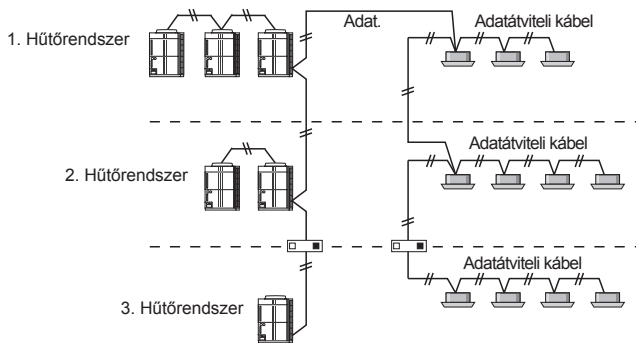 Adat.
Adatátviteli kábel
1. Hűtőrendszer
Adatátviteli kábel
2. Hűtőrendszer
Adatátviteli kábel
3. Hűtőrendszer